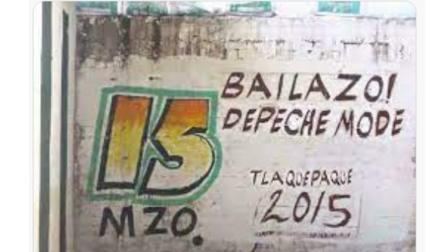 15
MZO.
BAILAZO!
DEPECHE MODE
TLAQUEPAQUE
2015